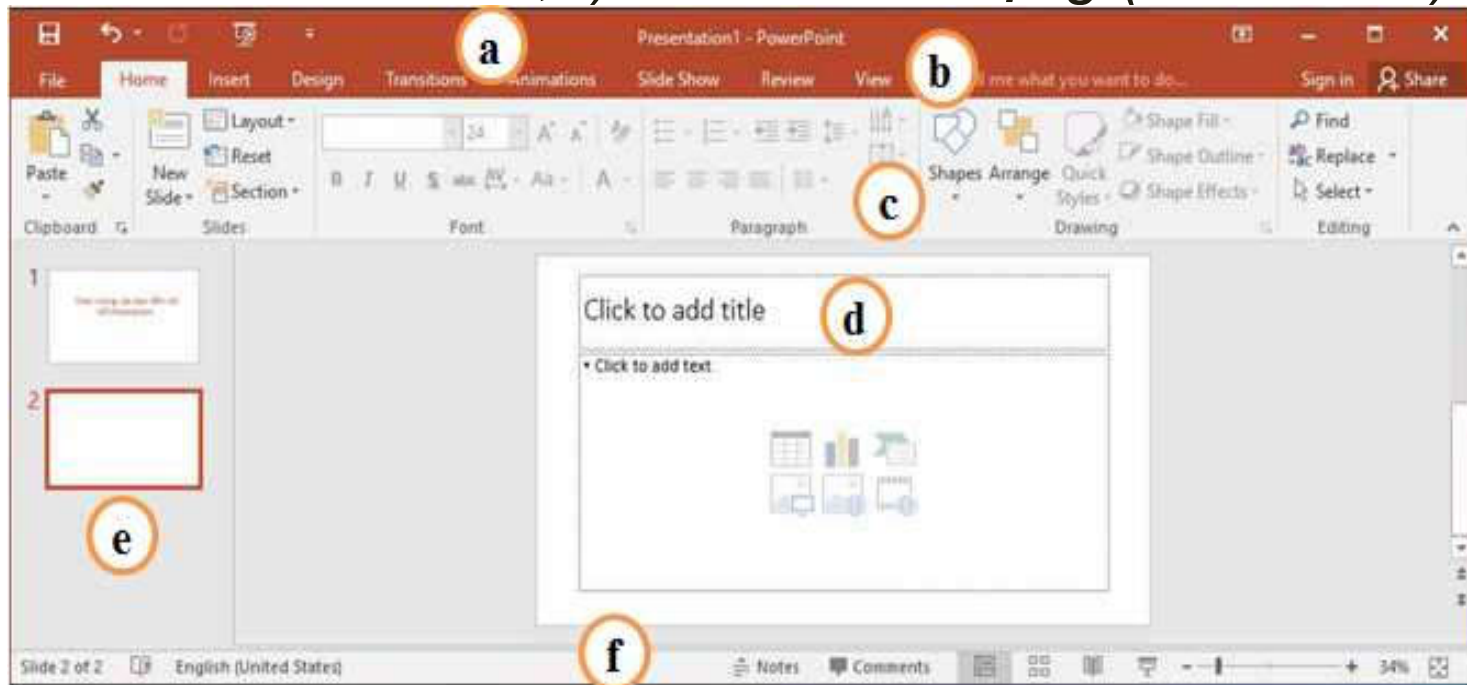 a
Presentation1 - PowerPoint
File Home Insert Design Transitions Animations Slide Show Review View b me what you want to do... Sign in Share
Paste
New Slide
Layout
Reset
Section
24
B I U S abc AV Aa A
c
Shapes Arrange Quick Styles
Shape Fill
Shape Outline
Shape Effects
Find
Replace
Select
Clipboard Slides Font Paragraph Drawing Editing
1
2
e
Click to add title
d
• Click to add text
f
Slide 2 of 2 English (United States) Notes Comments 34%